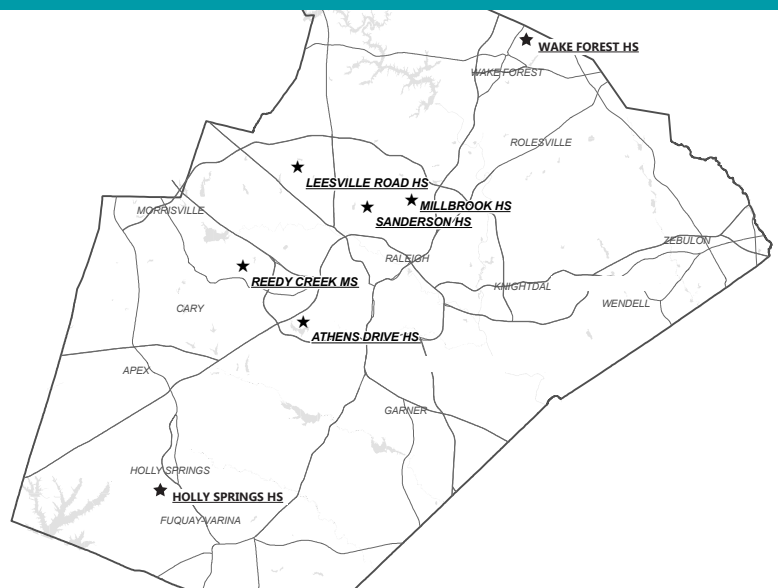 WAKE FOREST HS
WAKE FOREST
ROLESVILLE
LEESVILLE ROAD HS
MILLBROOK HS
MORRISVILLE
SANDERSON HS
ZEBULON
RALEIGH
REEDY CREEK MS
KNIGHTDAL
WENDELL
CARY
ATHENS DRIVE HS
APEX
GARNER
HOLLY SPRINGS
HOLLY SPRINGS HS
FUQUAY-VARINA